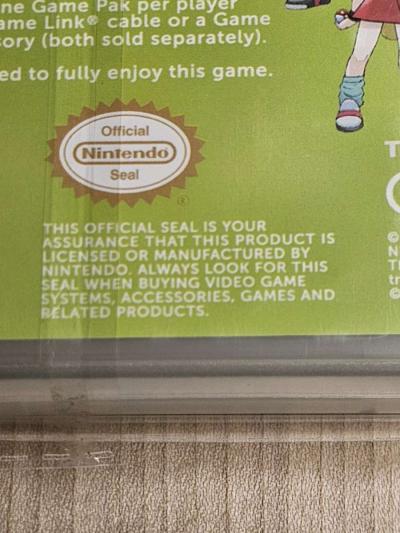 ne Game Pak per player
ame Link® cable or a Game
sory (both sold separately).
ed to fully enjoy this game.
Official
Nintendo
Seal
®
THIS OFFICIAL SEAL IS YOUR
ASSURANCE THAT THIS PRODUCT IS
LICENSED OR MANUFACTURED BY
NINTENDO. ALWAYS LOOK FOR THIS
SEAL WHEN BUYING VIDEO GAME
SYSTEMS, ACCESSORIES, GAMES AND
RELATED PRODUCTS.
T
©
N
T
tr
©